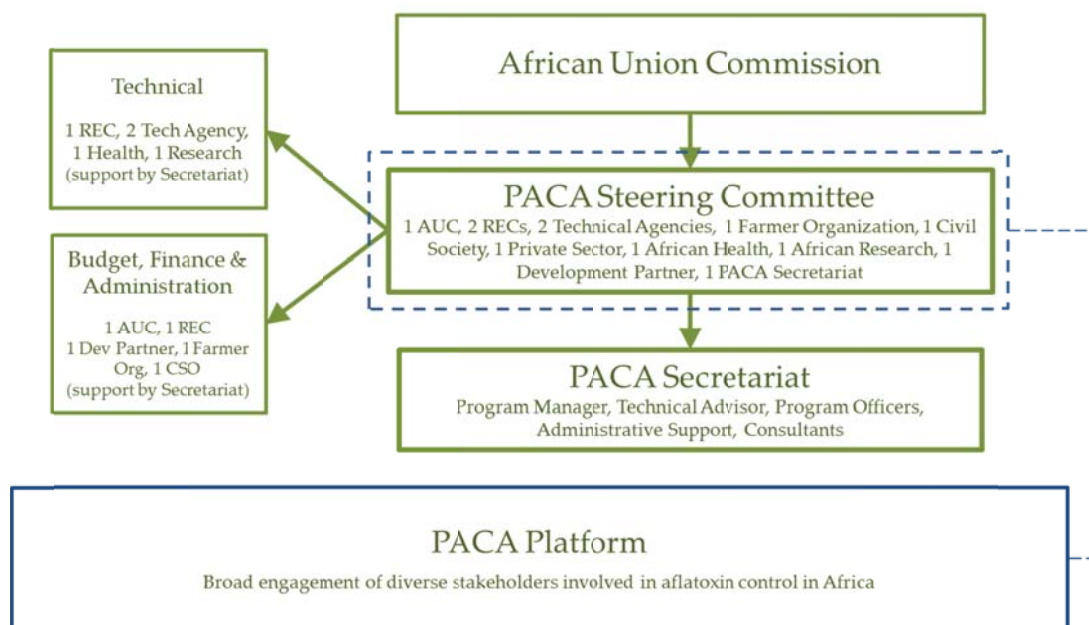 African Union Commission
Technical
1 REC, 2 Tech Agency,
1 Health, 1 Research
(support by Secretariat)
PACA Steering Committee
1 AUC, 2 RECs, 2 Technical Agencies, 1 Farmer Organization, 1 Civil
Society, 1 Private Sector, 1 African Health, 1 African Research, 1
Development Partner, 1 PACA Secretariat
Budget, Finance &
Administration
1 AUC, 1 REC
1 Dev Partner, 1 Farmer
Org, 1 CSO
(support by Secretariat)
PACA Secretariat
Program Manager, Technical Advisor, Program Officers,
Administrative Support, Consultants
PACA Platform
Broad engagement of diverse stakeholders involved in aflatoxin control in Africa